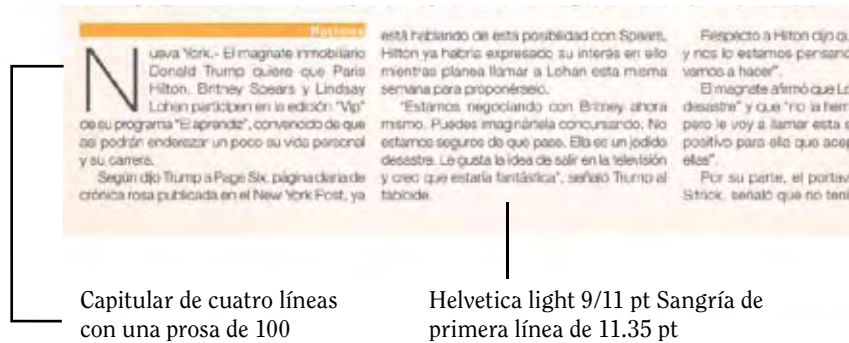 Notimex
Nueva York.- El magnate inmobiliario
Donald Trump quiere que Paris
Hilton, Britney Spears y Lindsay
Lohan participen en la edición "Vip"
de su programa "El aprendiz", convencido de que
así podrán enderezar un poco su vida personal
y su carrera.
Según dijo Trump a Page Six, página diaria de
crónica rosa publicada en el New York Post, ya
está hablando de esta posibilidad con Spears,
Hilton ya habría expresado su interés en ello
mientras planea llamar a Lohan esta misma
semana para proponérselo.
"Estamos negociando con Britney ahora
mismo. Puedes imaginártela concursando. No
estamos seguros de que pase. Ella es un jodido
desastre. Le gusta la idea de salir en la televisión
y creo que estaría fantástica", señaló Trump al
tabloide.
Respecto a Hilton dijo qu
y nos lo estamos pensand
vamos a hacer".
El magnate afirmó que Lo
desastre" y que "no la her
pero le voy a llamar esta s
positivo para ella que acep
ellas".
Por su parte, el portav
Strick, señaló que no tení
Capitular de cuatro líneas
con una prosa de 100
Helvetica light 9/11 pt Sangría de
primera línea de 11.35 pt